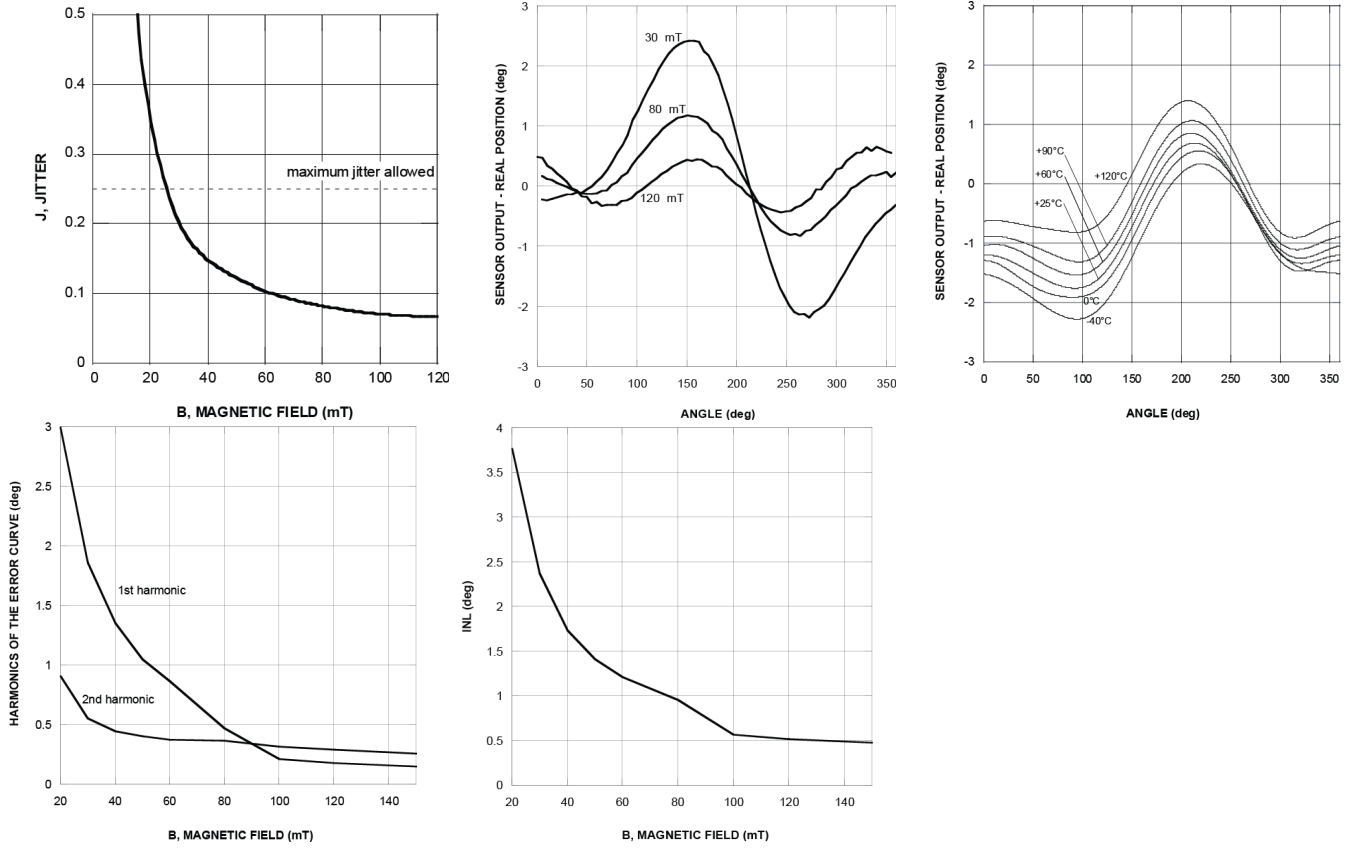 0.5
0.4
0.3
0.2
0.1
0
J, JITTER
maximum jitter allowed
0 20 40 60 80 100 120
B, MAGNETIC FIELD (mT)
3
2
1
0
-1
-2
-3
SENSOR OUTPUT - REAL POSITION (deg)
30 mT
80 mT
120 mT
0 50 100 150 200 250 300 350
ANGLE (deg)
3
2
1
0
-1
-2
-3
SENSOR OUTPUT - REAL POSITION (deg)
+90°C
+60°C
+120°C
+25°C
0°C
-40°C
0 50 100 150 200 250 300 350
ANGLE (deg)
3
2.5
2
1.5
1
0.5
0
HARMONICS OF THE ERROR CURVE (deg)
1st harmonic
2nd harmonic
20 40 60 80 100 120 140
B, MAGNETIC FIELD (mT)
4
3.5
3
2.5
2
1.5
1
0.5
0
INL (deg)
20 40 60 80 100 120 140
B, MAGNETIC FIELD (mT)